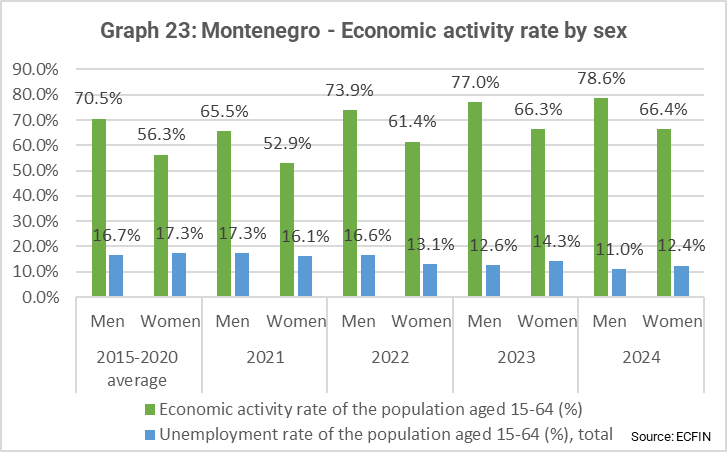 Graph 23: Montenegro - Economic activity rate by sex
90.0%
80.0%
70.0%
60.0%
50.0%
40.0%
30.0%
20.0%
10.0%
0.0%
70.5% 56.3% 65.5% 52.9% 73.9% 61.4% 77.0% 66.3% 78.6% 66.4%
16.7% 17.3% 17.3% 16.1% 16.6% 13.1% 12.6% 14.3% 11.0% 12.4%
Men Women Men Women Men Women Men Women Men Women
2015-2020 2021 2022 2023 2024
average
Economic activity rate of the population aged 15-64 (%)
Unemployment rate of the population aged 15-64 (%), total
Source: ECFIN